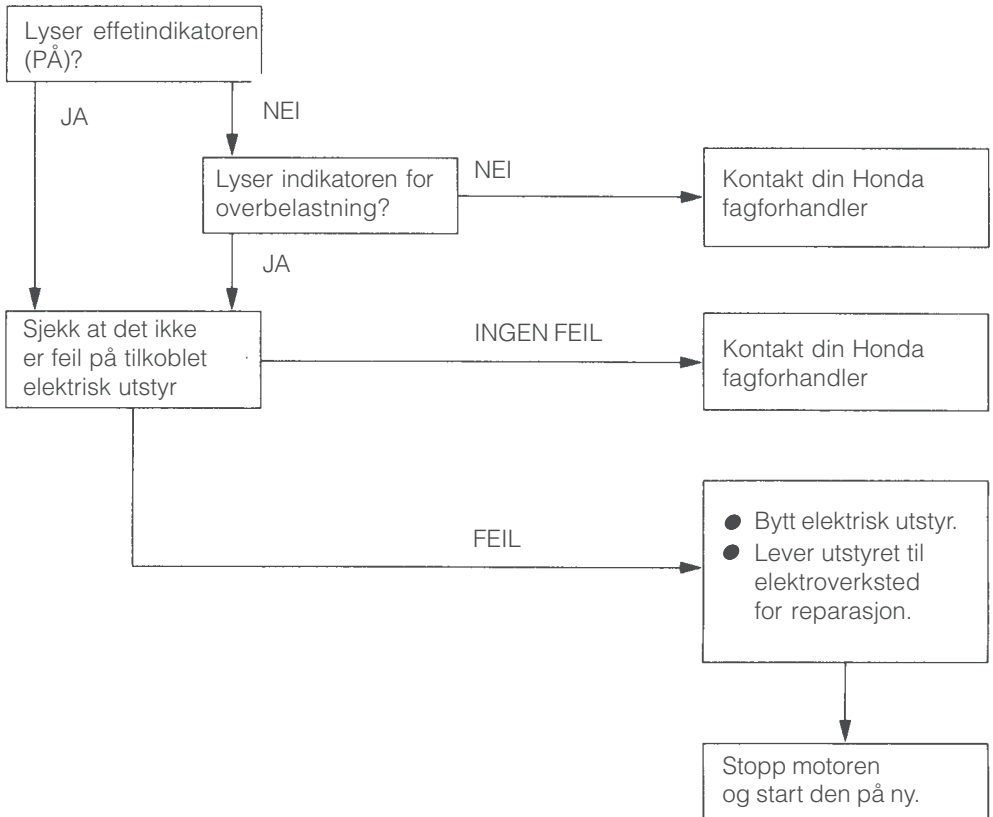 Lyser effetindikatoren
(PÅ)?
JA
NEI
Lyser indikatoren for
overbelastning?
NEI
Kontakt din Honda
fagforhandler
JA
Sjekk at det ikke
er feil på tilkoblet
elektrisk utstyr
INGEN FEIL
Kontakt din Honda
fagforhandler
FEIL
● Bytt elektrisk utstyr.
● Lever utstyret til
elektroverksted
for reparasjon.
Stopp motoren
og start den på ny.